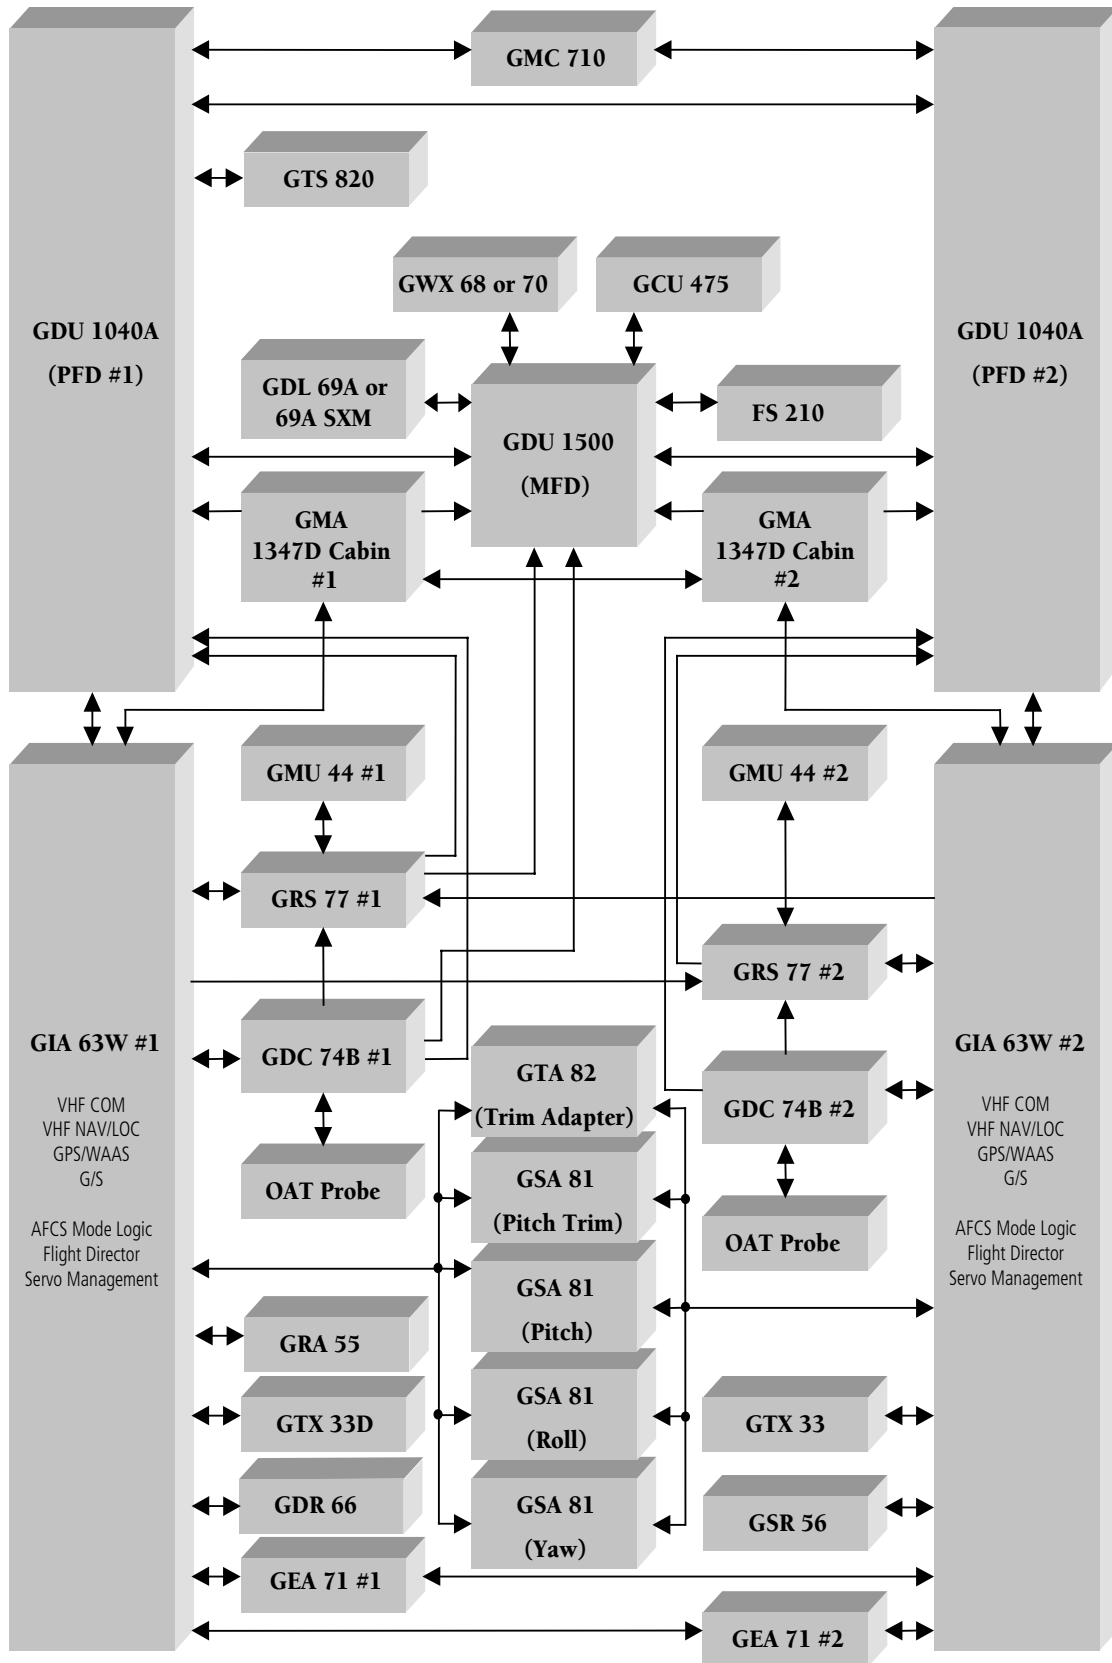 GMC 710
GTS 820
GWX 68 or 70
GCU 475
GDU 1040A
(PFD #1)
GDU 1040A
(PFD #2)
GDL 69A or
69A SXM
FS 210
GDU 1500
(MFD)
GMA
1347D Cabin
#1
GMA
1347D Cabin
#2
GMU 44 #1
GMU 44 #2
GRS 77 #1
GRS 77 #2
GIA 63W #1
VHF COM
VHF NAV/LOC
GPS/WAAS
G/S
AFCS Mode Logic
Flight Director
Servo Management
GDC 74B #1
GTA 82
(Trim Adapter)
GDC 74B #2
GIA 63W #2
VHF COM
VHF NAV/LOC
GPS/WAAS
G/S
AFCS Mode Logic
Flight Director
Servo Management
OAT Probe
GSA 81
(Pitch Trim)
OAT Probe
GSA 81
(Pitch)
GRA 55
GSA 81
(Roll)
GTX 33D
GTX 33
GDR 66
GSA 81
(Yaw)
GSR 56
GEA 71 #1
GEA 71 #2